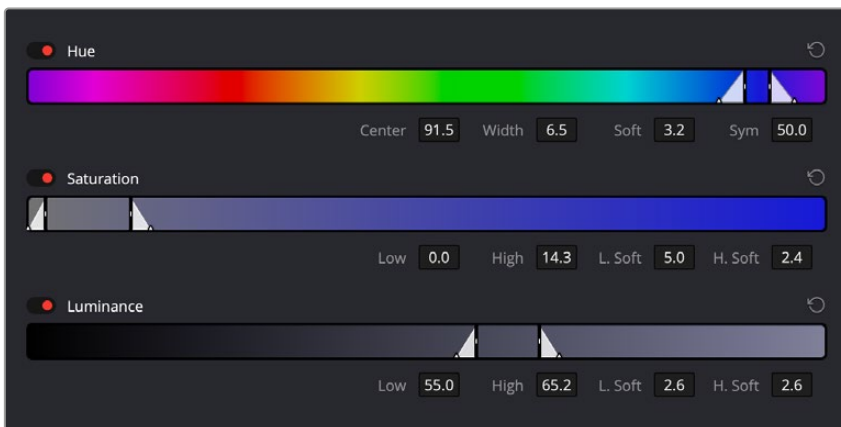 Hue
Center 91.5 Width 6.5 Soft 3.2 Sym 50.0
Saturation
Low 0.0 High 14.3 L. Soft 5.0 H. Soft 2.4
Luminance
Low 55.0 High 65.2 L. Soft 2.6 H. Soft 2.6